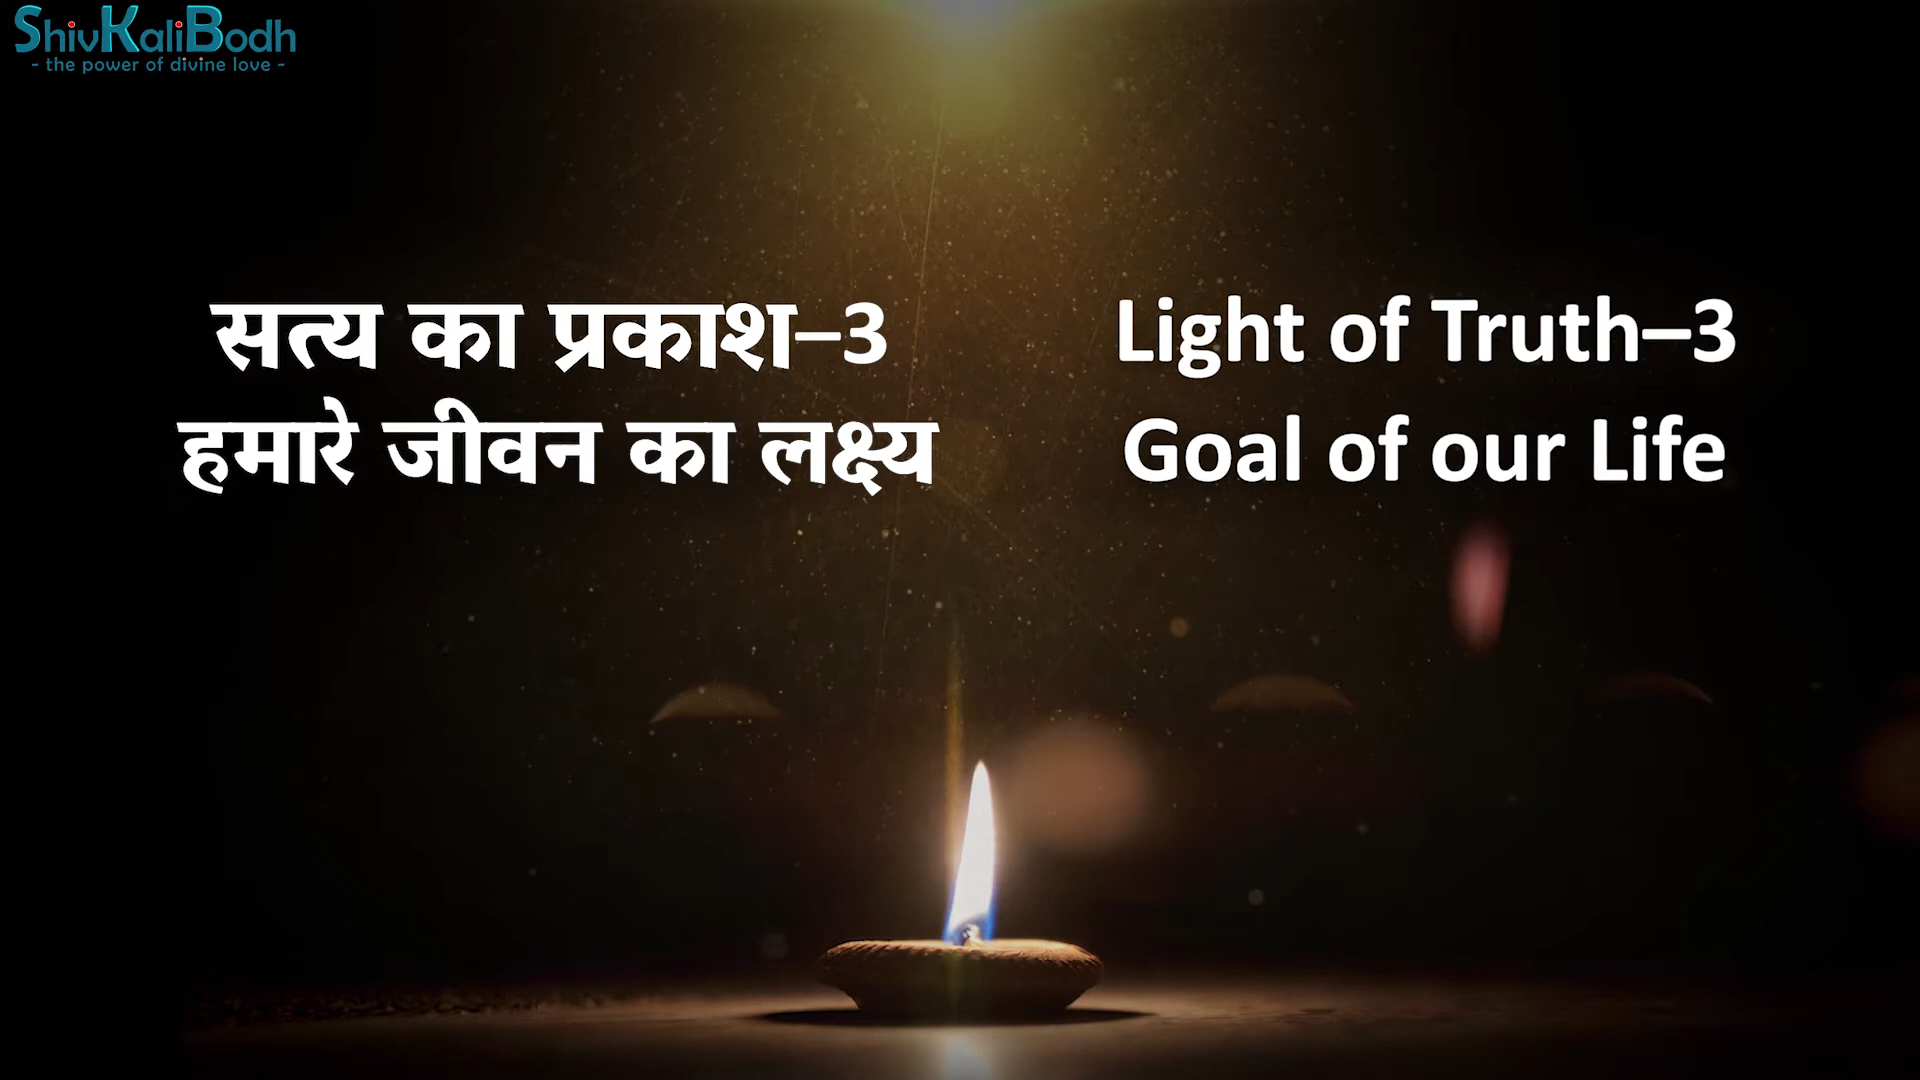 ShivKaliBodh
- the power of divine love -
सत्य का प्रकाश–3
हमारे जीवन का लक्ष्य
Light of Truth–3
Goal of our Life